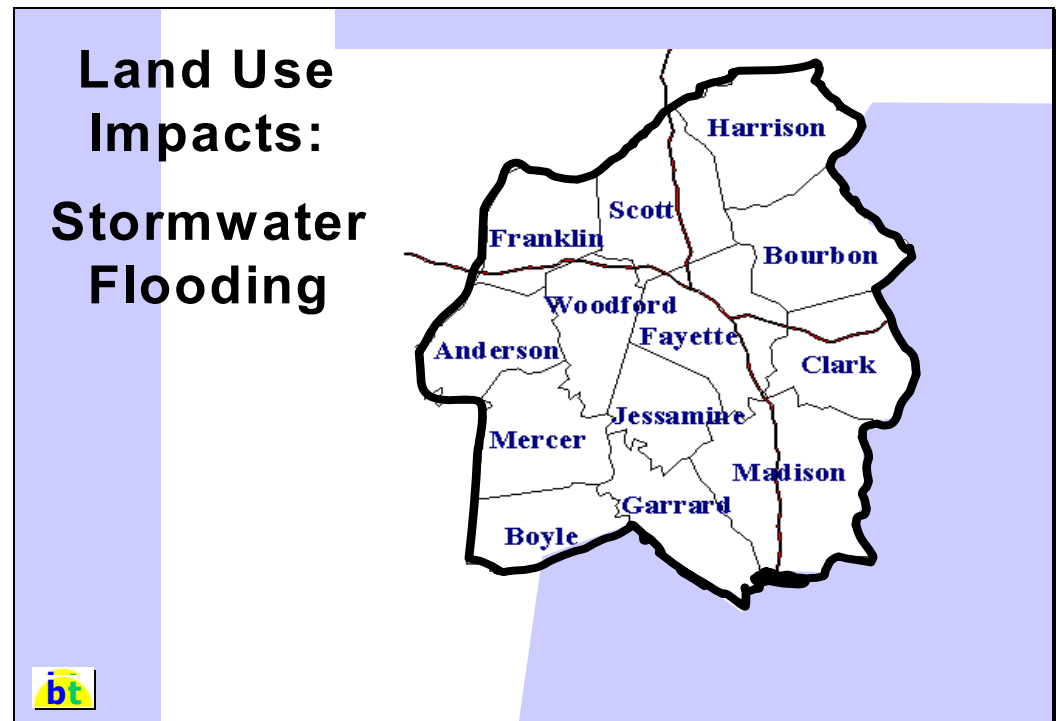 Land Use
Impacts:
Stormwater
Flooding
Harrison
Scott
Franklin
Bourbon
Woodford
Fayette
Anderson
Clark
Jessamine
Mercer
Madison
Garrard
Boyle
bt